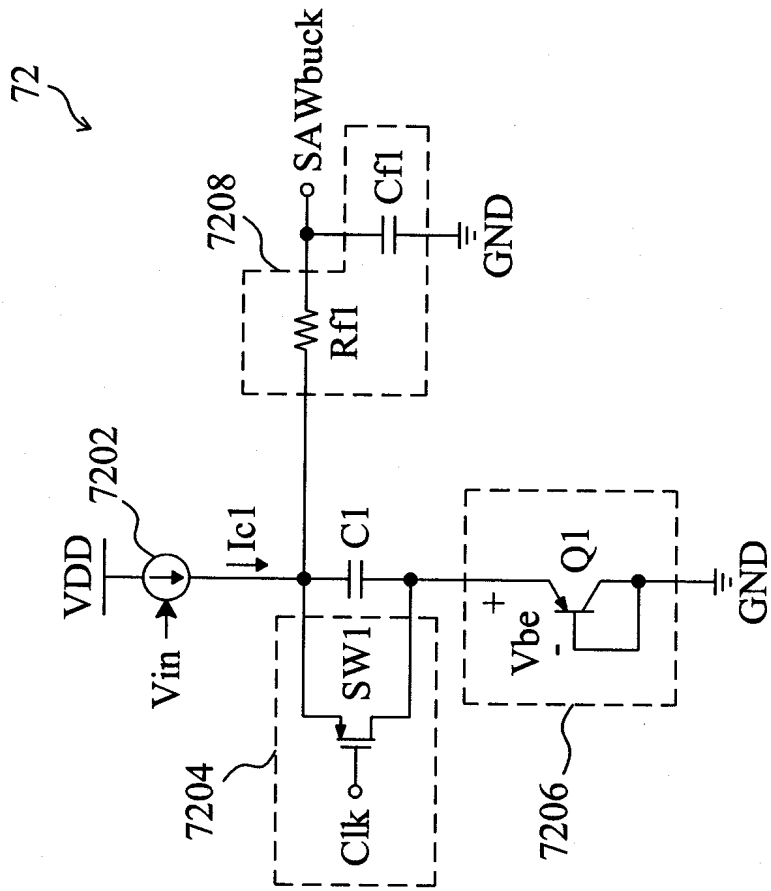 72
VDD
7202
Vin
Ic1
7208
SAWbuck
Rf1
Cf1
GND
7204
SW1
C1
Clk
7206
+
Vbe
-
Q1
GND